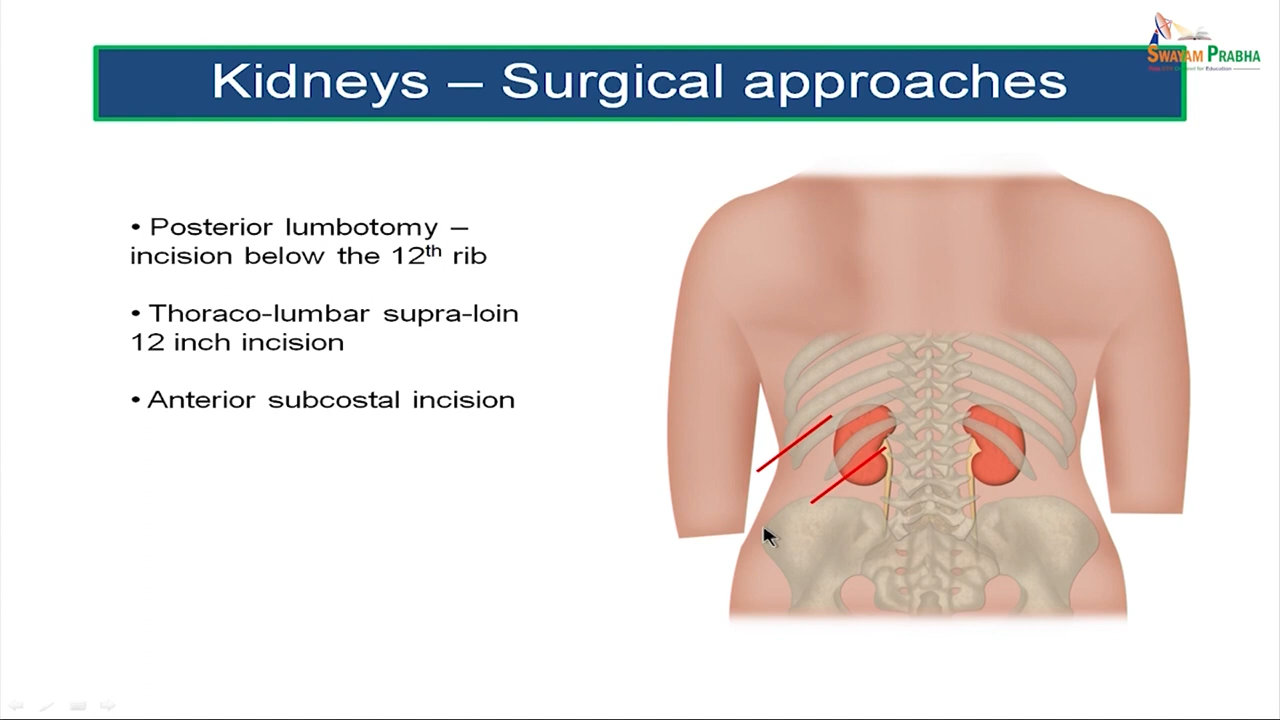 SWAYAM PRABHA
Kidneys – Surgical approaches
• Posterior lumbotomy –
incision below the 12th rib
• Thoraco-lumbar supra-loin
12 inch incision
• Anterior subcostal incision